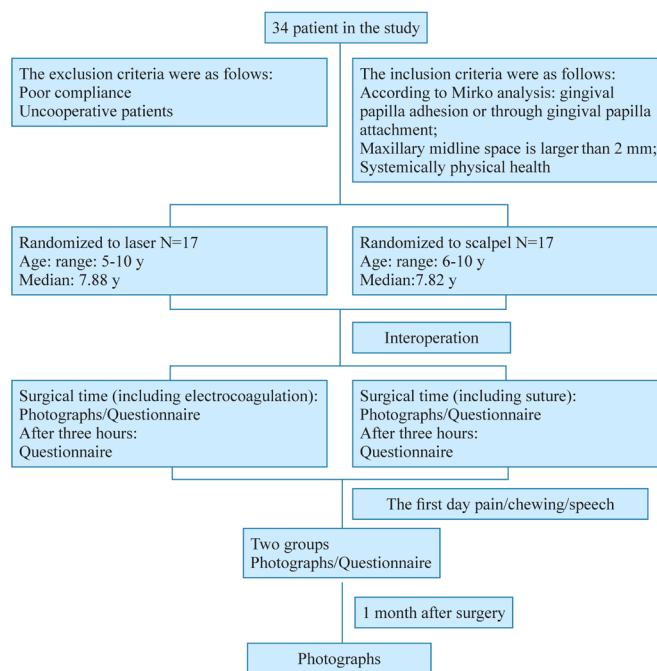 34 patient in the study
The exclusion criteria were as folows:
Poor compliance
Uncooperative patients
The inclusion criteria were as follows:
According to Mirko analysis: gingival
papilla adhesion or through gingival papilla
attachment;
Maxillary midline space is larger than 2 mm;
Systemically physical health
Randomized to laser N=17
Age: range: 5-10 y
Median: 7.88 y
Randomized to scalpel N=17
Age: range: 6-10 y
Median:7.82 y
Interoperation
Surgical time (including electrocoagulation):
Photographs/Questionnaire
After three hours:
Questionnaire
Surgical time (including suture):
Photographs/Questionnaire
After three hours:
Questionnaire
The first day pain/chewing/speech
Two groups
Photographs/Questionnaire
1 month after surgery
Photographs